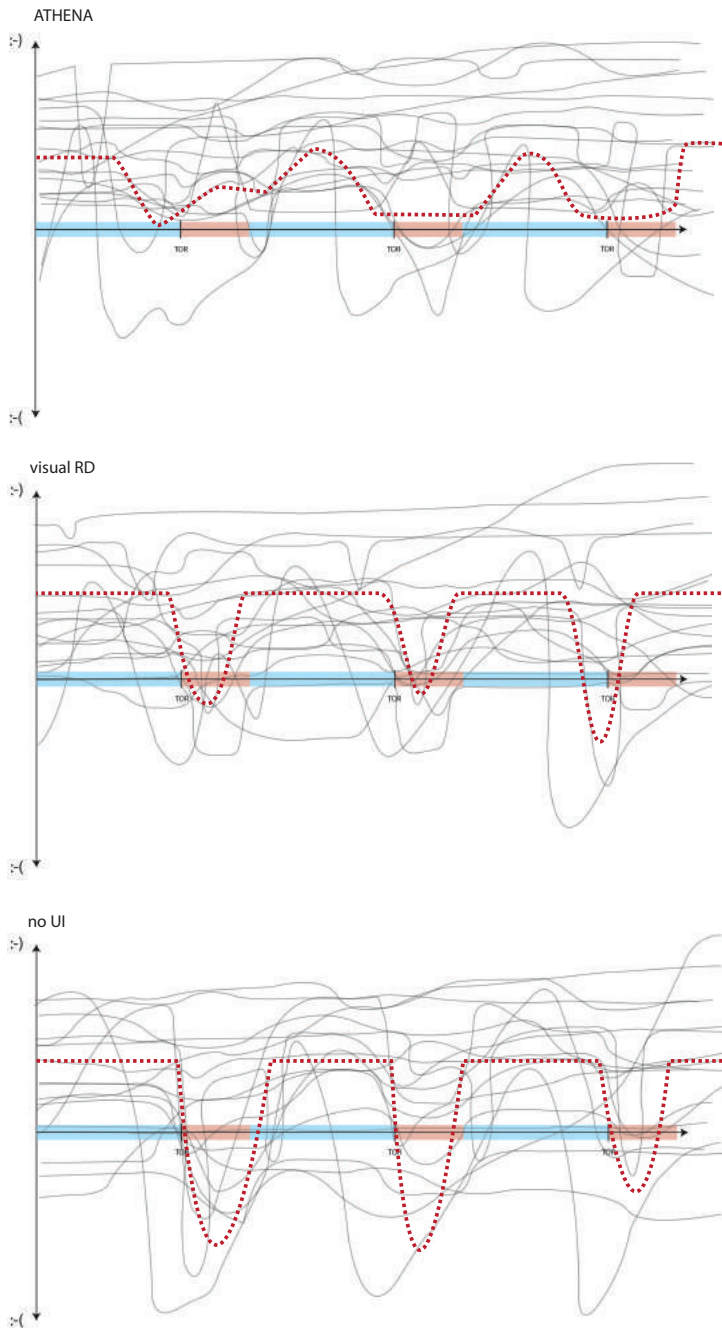 ATHENA
:-)
TOR TOR TOR
:-(
visual RD
:-)
TOR TOR TOR
:-(
no UI
:-)
TOR TOR TOR
:-(